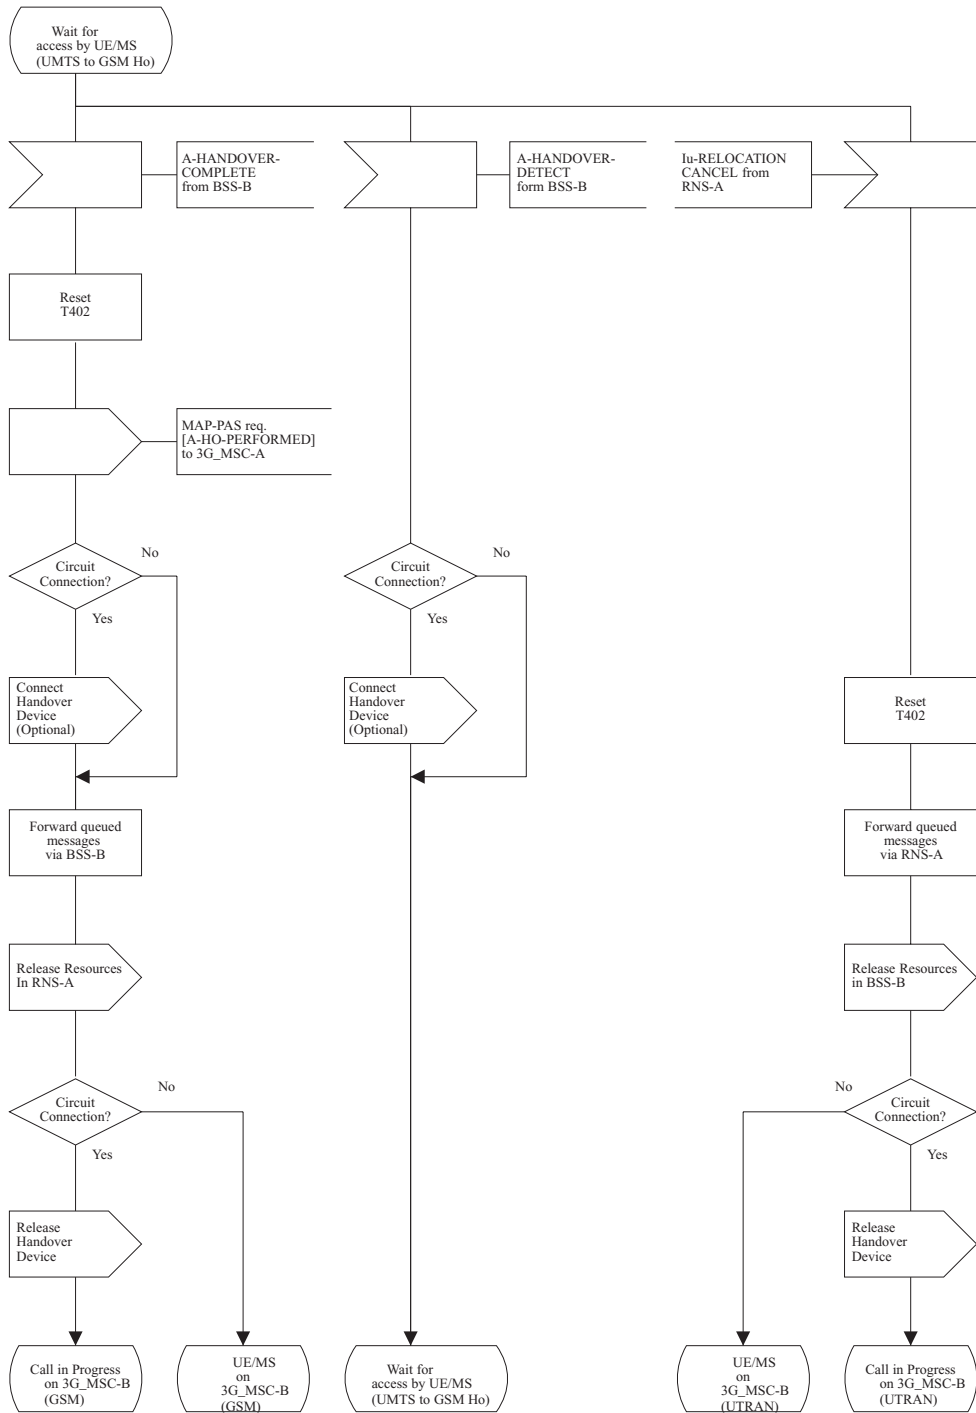 Wait for
access by UE/MS
(UMTS to GSM Ho)
A-HANDOVER-
COMPLETE
from BSS-B
A-HANDOVER-
DETECT
form BSS-B
Iu-RELOCATION
CANCEL from
RNS-A
Reset
T402
MAP-PAS req.
[A-HO-PERFORMED]
to 3G_MSC-A
Circuit
Connection?
No
Yes
Circuit
Connection?
No
Yes
Connect
Handover
Device
(Optional)
Connect
Handover
Device
(Optional)
Reset
T402
Forward queued
messages
via BSS-B
Forward queued
messages
via RNS-A
Release Resources
In RNS-A
Release Resources
in BSS-B
Circuit
Connection?
No
Yes
No
Circuit
Connection?
Yes
Release
Handover
Device
Release
Handover
Device
Call in Progress
on 3G_MSC-B
(GSM)
UE/MS
on
3G_MSC-B
(GSM)
Wait for
access by UE/MS
(UMTS to GSM Ho)
UE/MS
on
3G_MSC-B
(UTRAN)
Call in Progress
on 3G_MSC-B
(UTRAN)